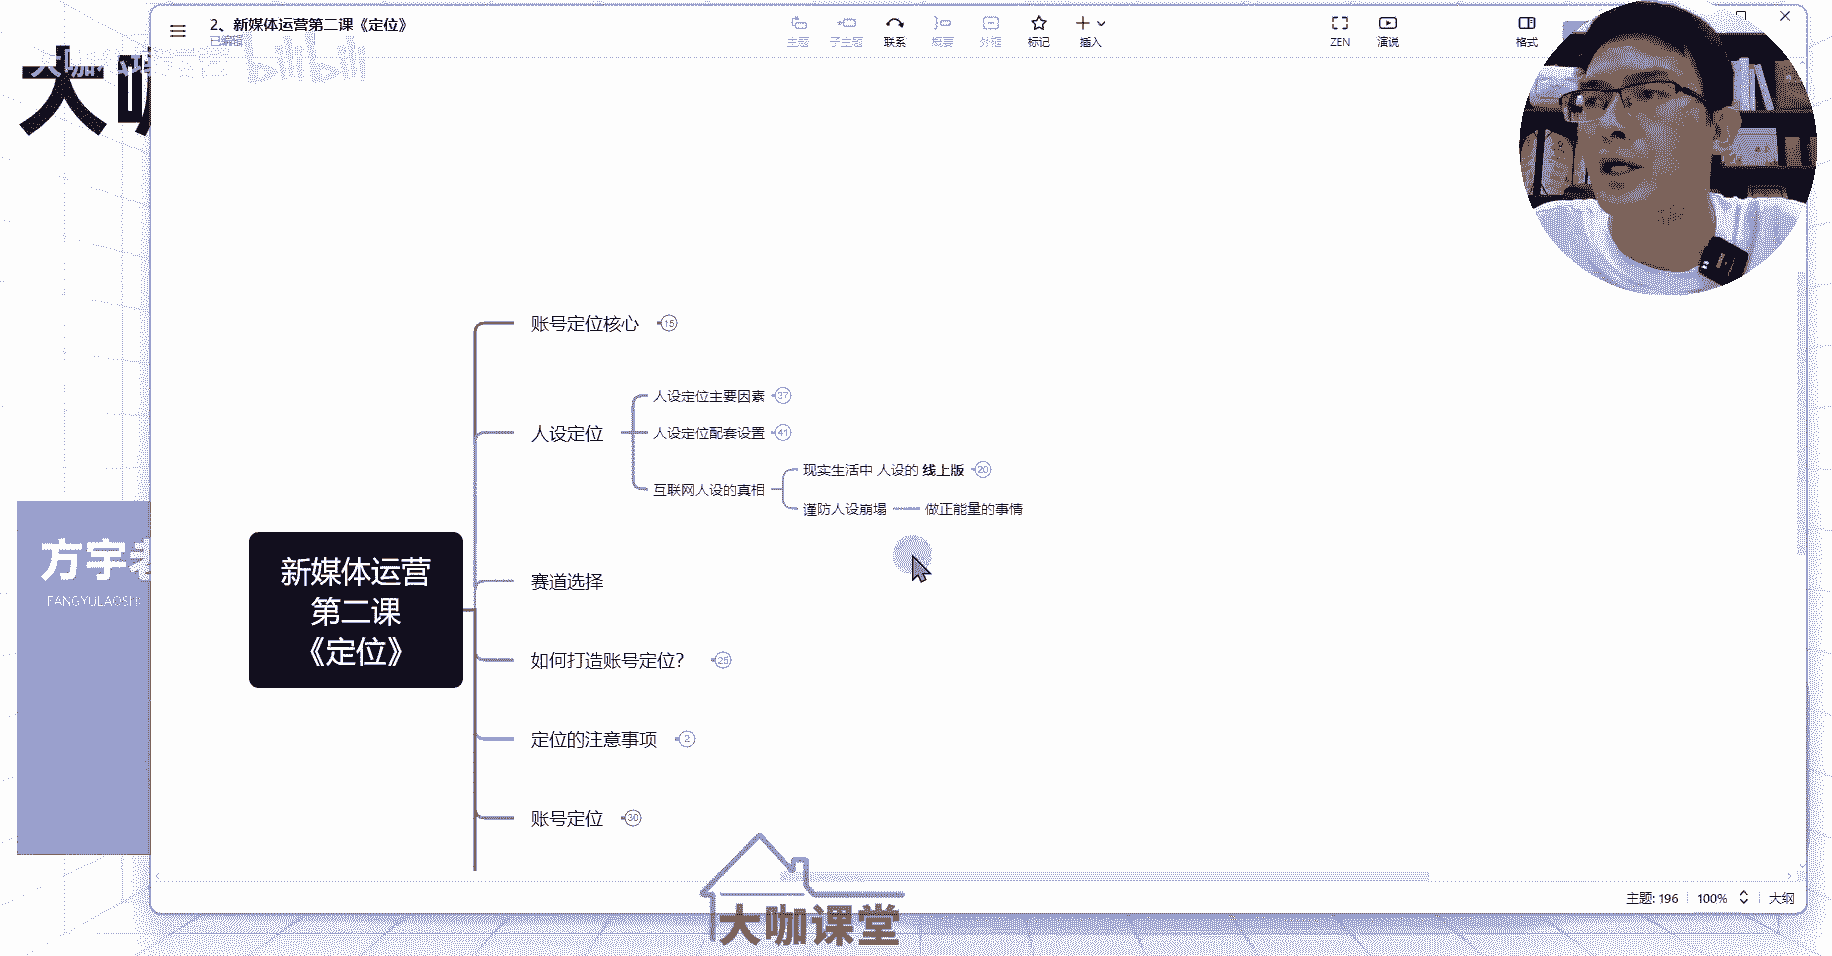 2、新媒体运营第二课《定位》
已编辑
主题
子主题
联系
概要
外框
标记
插入
ZEN
演说
格式
大咖
bilibili
账号定位核心 15
人设定位主要因素 37
人设定位
人设定位配套设置 41
现实生活中 人设的 线上版 20
互联网人设的真相
谨防人设崩塌
做正能量的事情
方宇老
FANGYULAOSHI
新媒体运营
第二课
《定位》
赛道选择
如何打造账号定位？ 25
定位的注意事项 2
账号定位 30
大咖课堂
主题: 196
100%
大纲